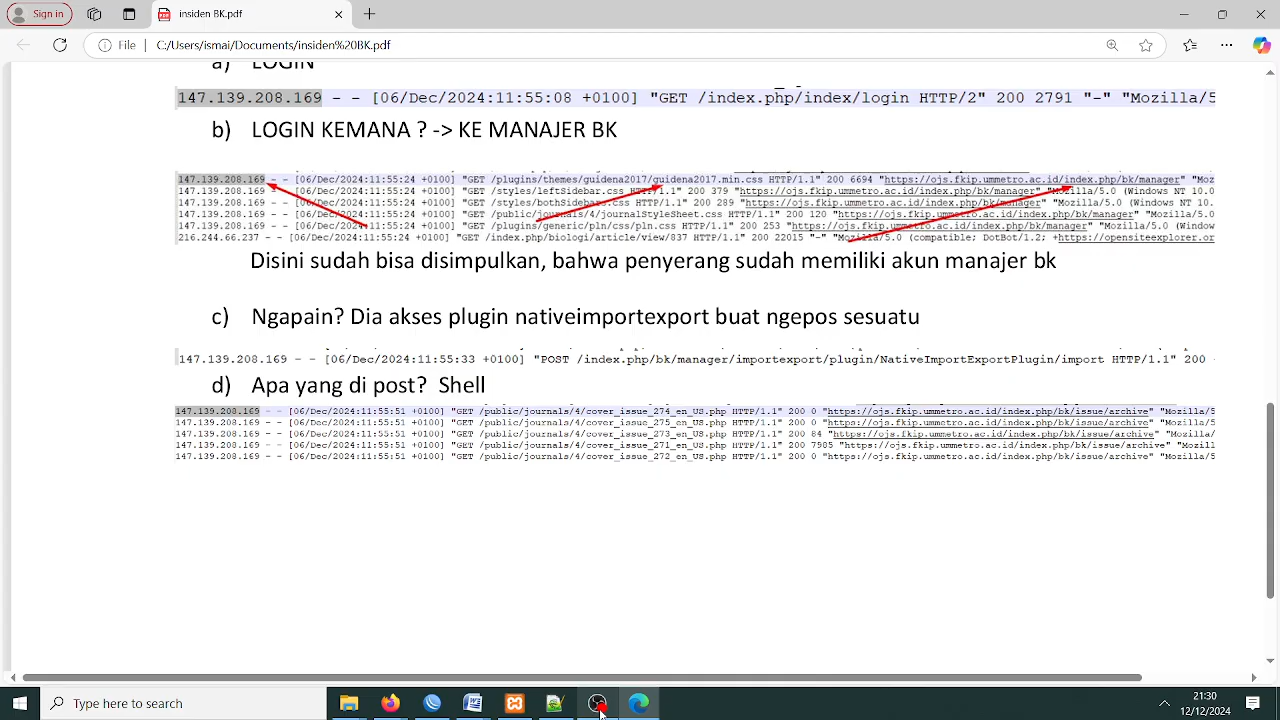 Sign in
insiden BK.pdf
File
C:/Users/ismai/Documents/insiden%20BK.pdf
a) LOGIN
147.139.208.169 - - [06/Dec/2024:11:55:08 +0100] "GET /index.php/index/login HTTP/2" 200 2791 "-" "Mozilla/5
b) LOGIN KEMANA ? -> KE MANAJER BK
147.139.208.169 - - [06/Dec/2024:11:55:24 +0100] "GET /plugins/themes/guidena2017/guidena2017.min.css HTTP/1.1" 200 6694 "https://ojs.fkip.ummetro.ac.id/index.php/bk/manager" "Moz
147.139.208.169 - - [06/Dec/2024:11:55:24 +0100] "GET /styles/leftSidebar.css HTTP/1.1" 200 379 "https://ojs.fkip.ummetro.ac.id/index.php/bk/manager" "Mozilla/5.0 (Windows NT 10.0
147.139.208.169 - - [06/Dec/2024:11:55:24 +0100] "GET /styles/bothSidebars.css HTTP/1.1" 200 289 "https://ojs.fkip.ummetro.ac.id/index.php/bk/manager" "Mozilla/5.0 (Windows NT 10.
147.139.208.169 - - [06/Dec/2024:11:55:24 +0100] "GET /public/journals/4/journalStyleSheet.css HTTP/1.1" 200 120 "https://ojs.fkip.ummetro.ac.id/index.php/bk/manager" "Mozilla/5.0
147.139.208.169 - - [06/Dec/2024:11:55:24 +0100] "GET /plugins/generic/pln/css/pln.css HTTP/1.1" 200 253 "https://ojs.fkip.ummetro.ac.id/index.php/bk/manager" "Mozilla/5.0 (Window
216.244.66.237 - - [06/Dec/2024:11:55:24 +0100] "GET /index.php/biologi/article/view/837 HTTP/1.1" 200 22015 "-" "Mozilla/5.0 (compatible; DotBot/1.2; +https://opensiteexplorer.or
Disini sudah bisa disimpulkan, bahwa penyerang sudah memiliki akun manajer bk
c) Ngapain? Dia akses plugin nativeimportexport buat ngepos sesuatu
147.139.208.169 - - [06/Dec/2024:11:55:33 +0100] "POST /index.php/bk/manager/importexport/plugin/NativeImportExportPlugin/import HTTP/1.1" 200
d) Apa yang di post? Shell
147.139.208.169 - - [06/Dec/2024:11:55:51 +0100] "GET /public/journals/4/cover_issue_274_en_US.php HTTP/1.1" 200 0 "https://ojs.fkip.ummetro.ac.id/index.php/bk/issue/archive" "Mozilla/5
147.139.208.169 - - [06/Dec/2024:11:55:51 +0100] "GET /public/journals/4/cover_issue_275_en_US.php HTTP/1.1" 200 0 "https://ojs.fkip.ummetro.ac.id/index.php/bk/issue/archive" "Mozilla/5
147.139.208.169 - - [06/Dec/2024:11:55:51 +0100] "GET /public/journals/4/cover_issue_273_en_US.php HTTP/1.1" 200 84 "https://ojs.fkip.ummetro.ac.id/index.php/bk/issue/archive" "Mozilla/
147.139.208.169 - - [06/Dec/2024:11:55:51 +0100] "GET /public/journals/4/cover_issue_271_en_US.php HTTP/1.1" 200 7905 "https://ojs.fkip.ummetro.ac.id/index.php/bk/issue/archive" "Mozill
147.139.208.169 - - [06/Dec/2024:11:55:51 +0100] "GET /public/journals/4/cover_issue_272_en_US.php HTTP/1.1" 200 0 "https://ojs.fkip.ummetro.ac.id/index.php/bk/issue/archive" "Mozilla/5
Type here to search
21:30
12/12/2024